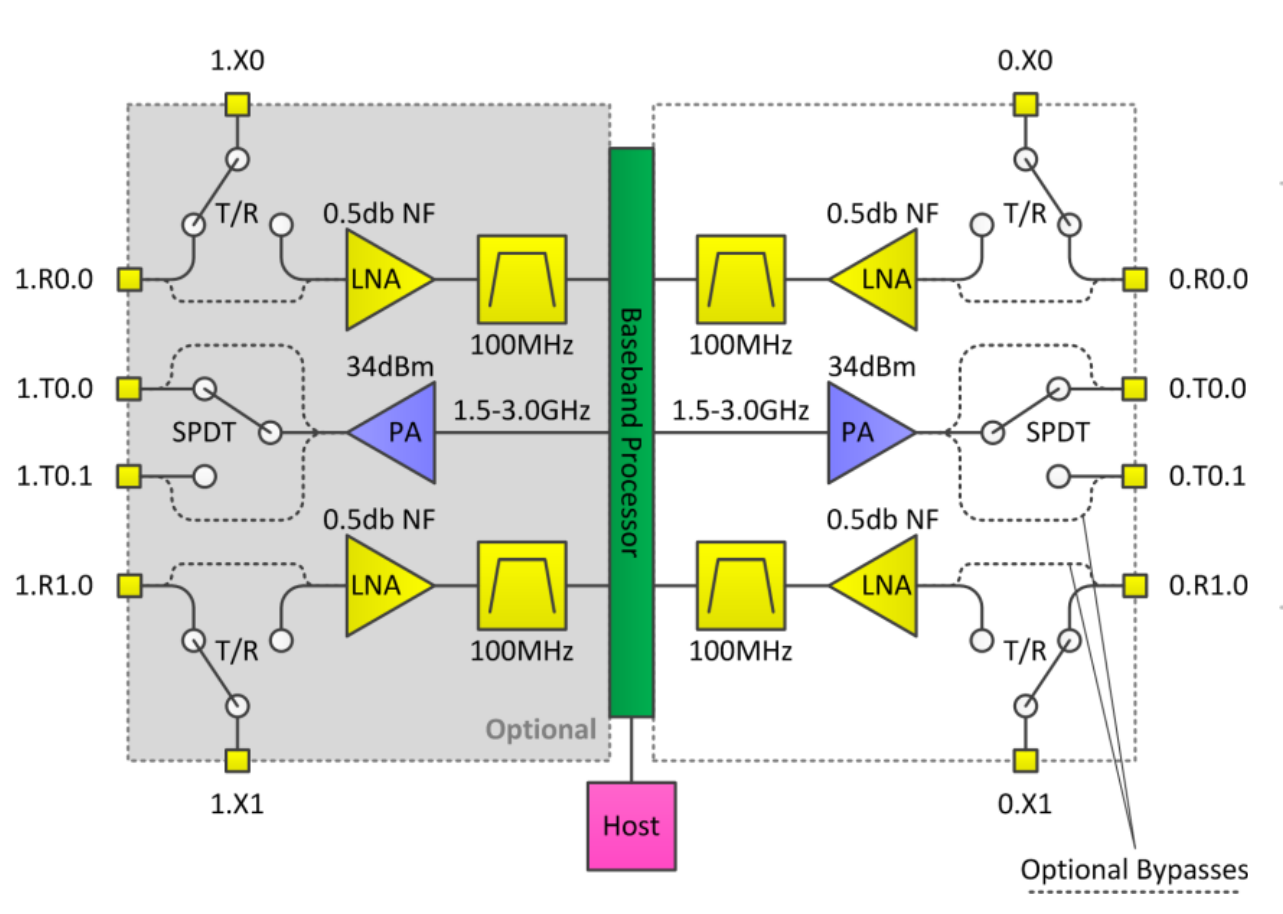 1.X0
0.X0
T/R
0.5db NF
0.5db NF
T/R
1.R0.0
LNA
LNA
0.R0.0
100MHz
100MHz
34dBm
34dBm
1.T0.0
0.T0.0
1.5-3.0GHz
1.5-3.0GHz
SPDT
PA
Baseband Processor
PA
SPDT
1.T0.1
0.T0.1
0.5db NF
0.5db NF
1.R1.0
LNA
LNA
0.R1.0
T/R
100MHz
100MHz
T/R
Optional
1.X1
0.X1
Host
Optional Bypasses